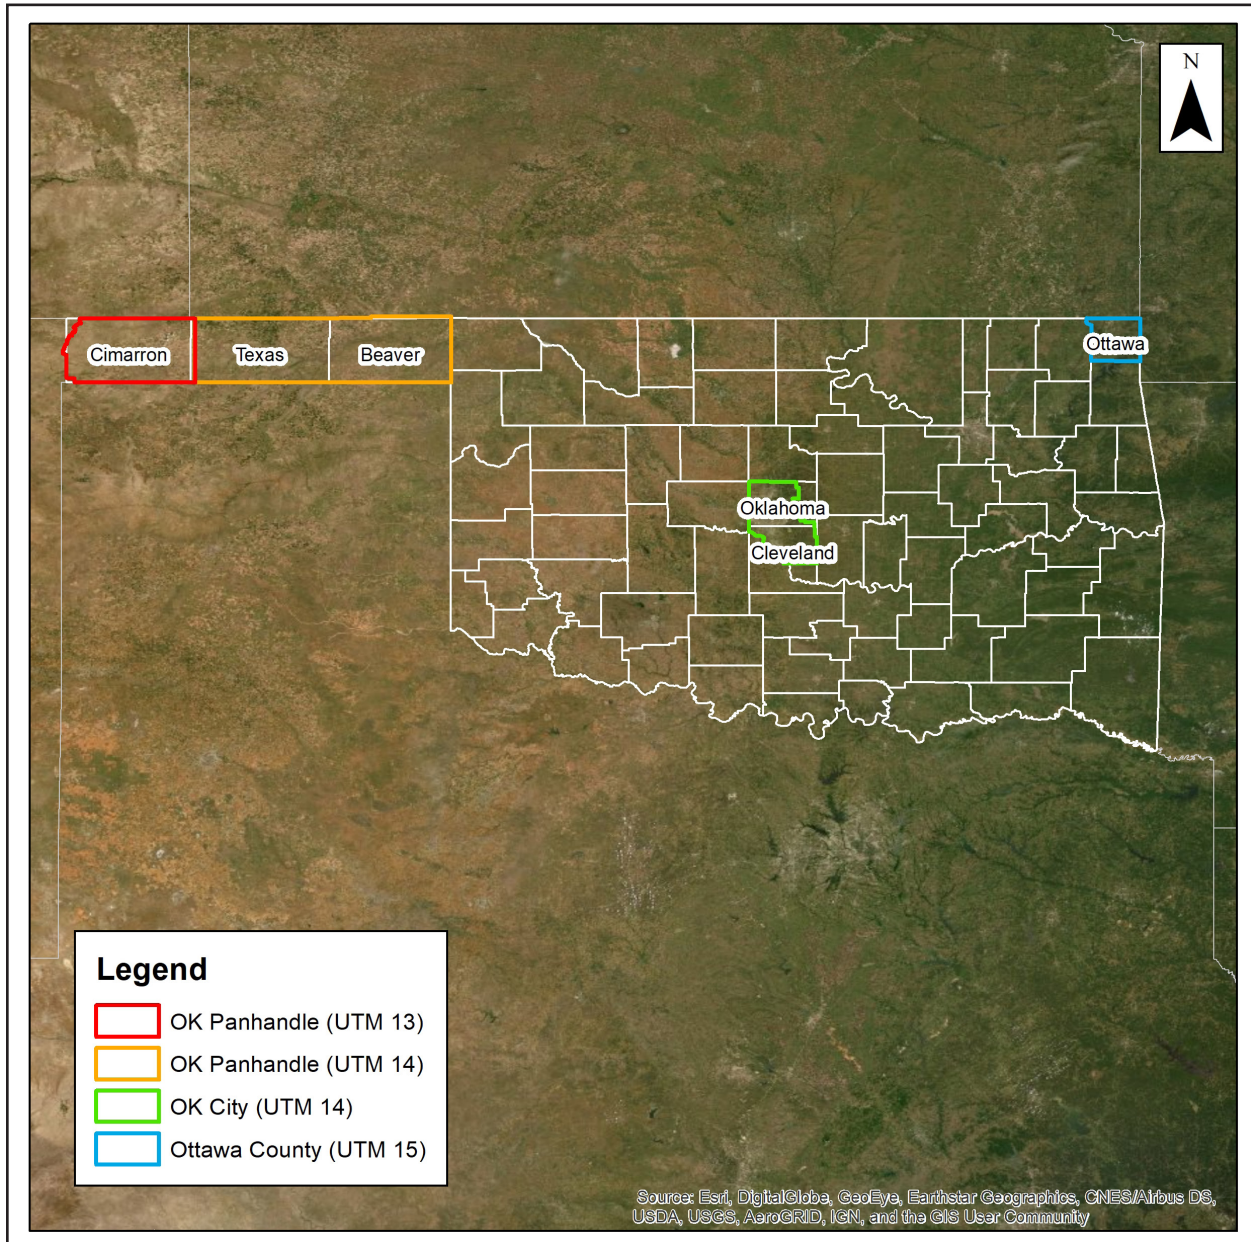 N
Cimarron
Texas
Beaver
Ottawa
Oklahoma
Cleveland
Legend
OK Panhandle (UTM 13)
OK Panhandle (UTM 14)
OK City (UTM 14)
Ottawa County (UTM 15)
Source: Esri, DigitalGlobe, GeoEye, Earthstar Geographics, CNES/Airbus DS,
USDA, USGS, AeroGRID, IGN, and the GIS User Community